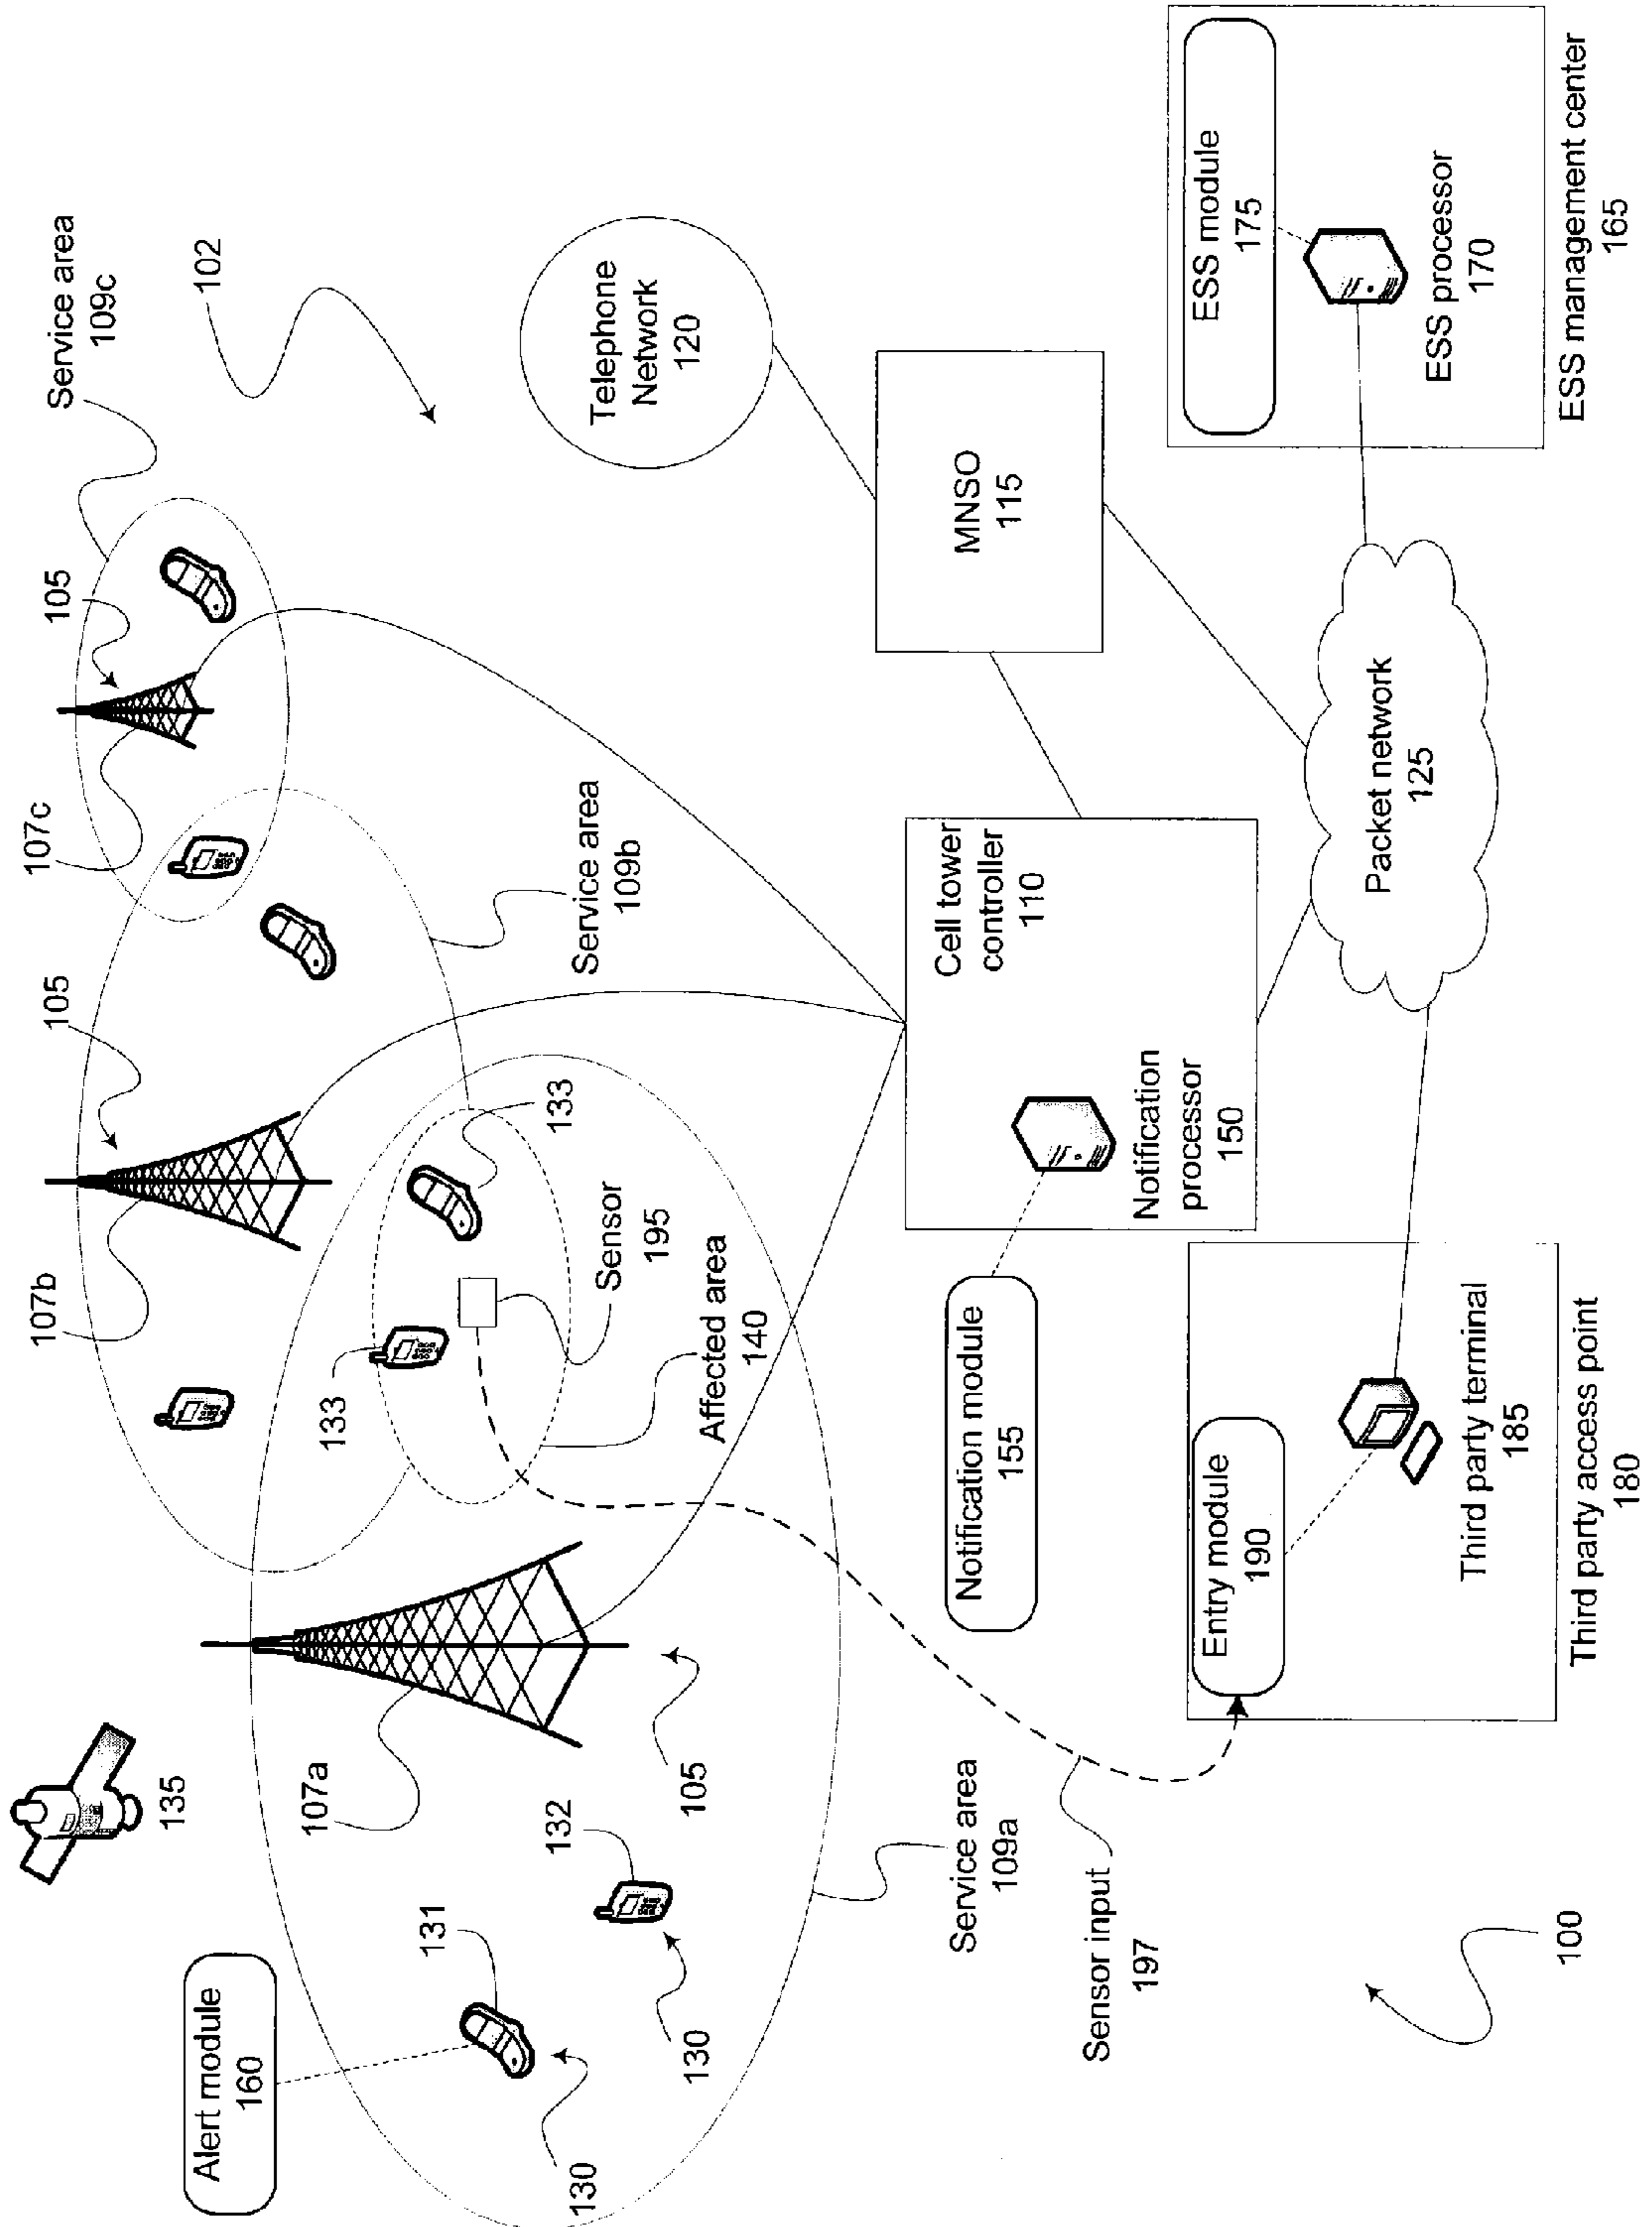 135
105
105
Service area
109c
102
107c
107b
107a
Alert module
160
131
132
130
130
105
133
133
Sensor
195
Affected area
140
Service area
109b
Service area
109a
Sensor input
197
100
Telephone
Network
120
MNSO
115
Cell tower
controller
110
Notification
processor
150
Notification module
155
Packet network
125
Entry module
190
Third party terminal
185
Third party access point
180
ESS module
175
ESS processor
170
ESS management center
165